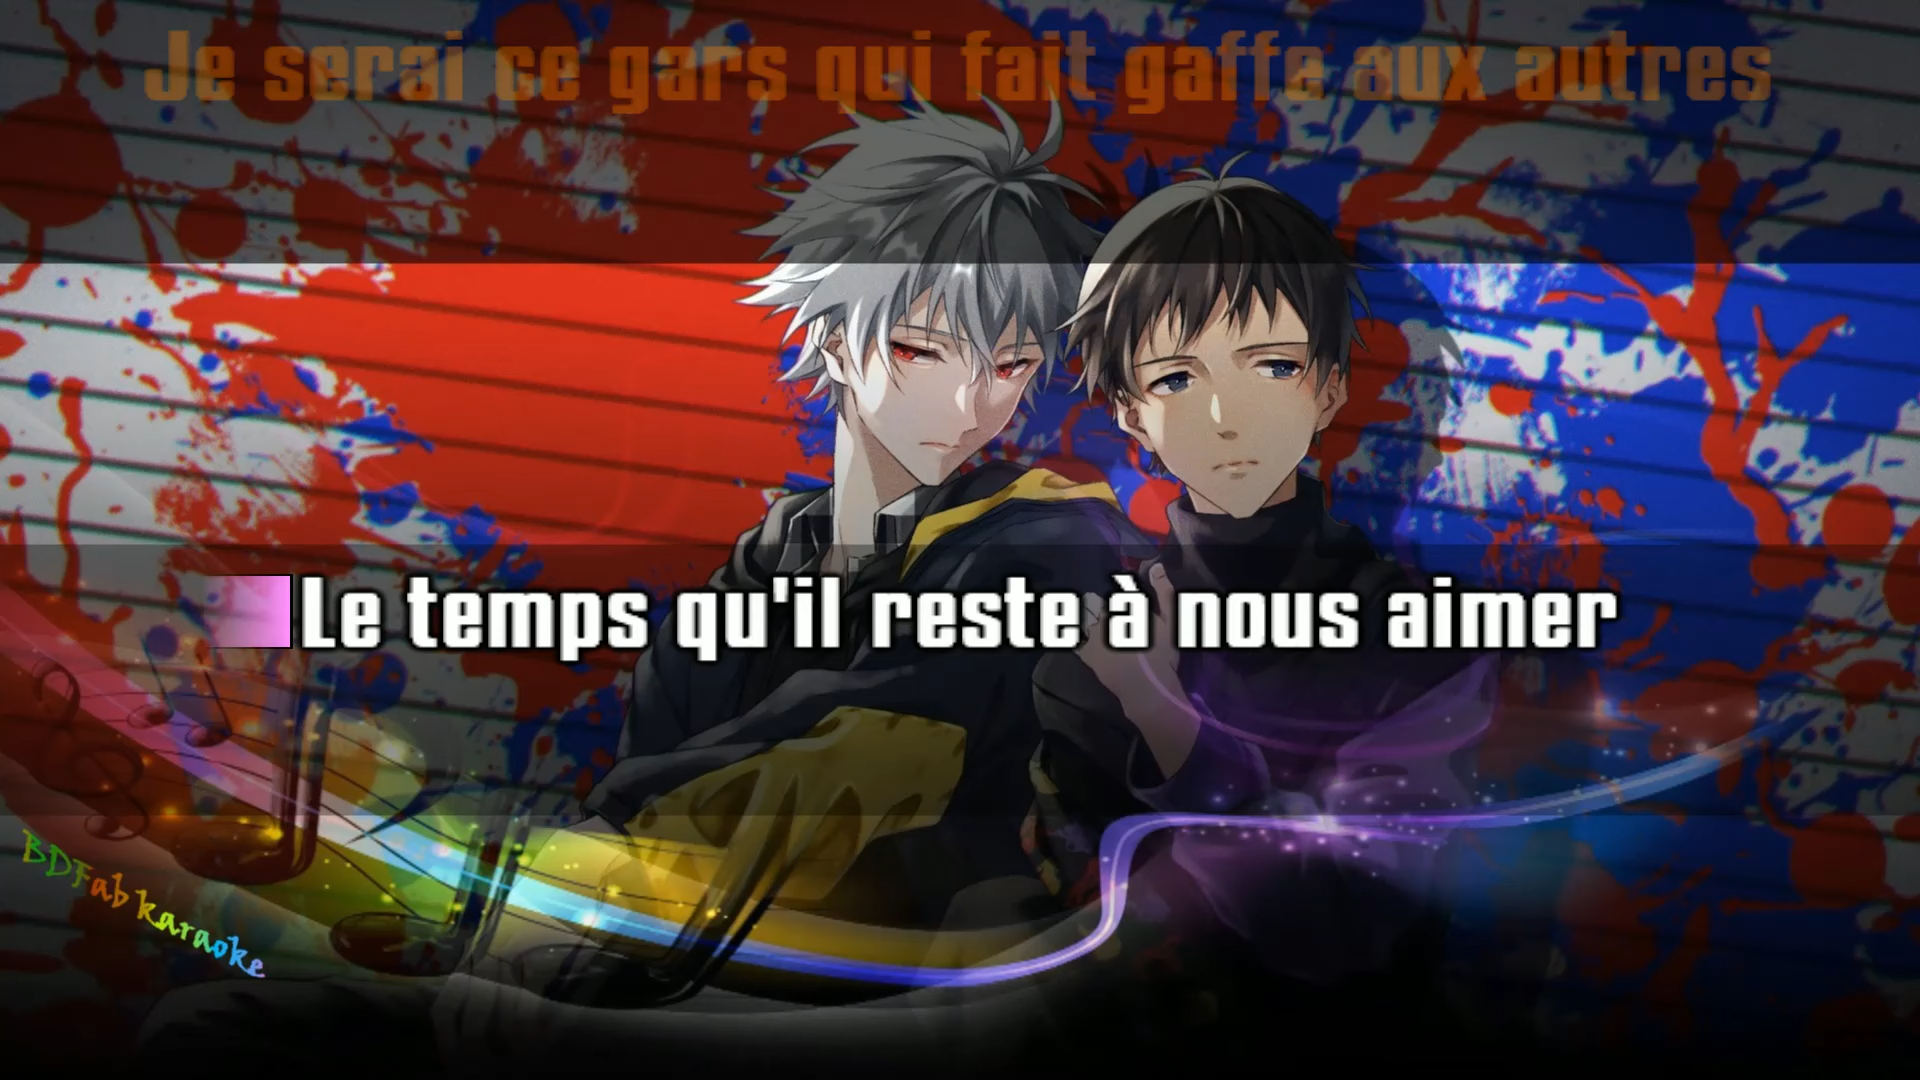 Je serai ce gars qui fait gaffe aux autres
Le temps qu'il reste à nous aimer
BDFab karaoke